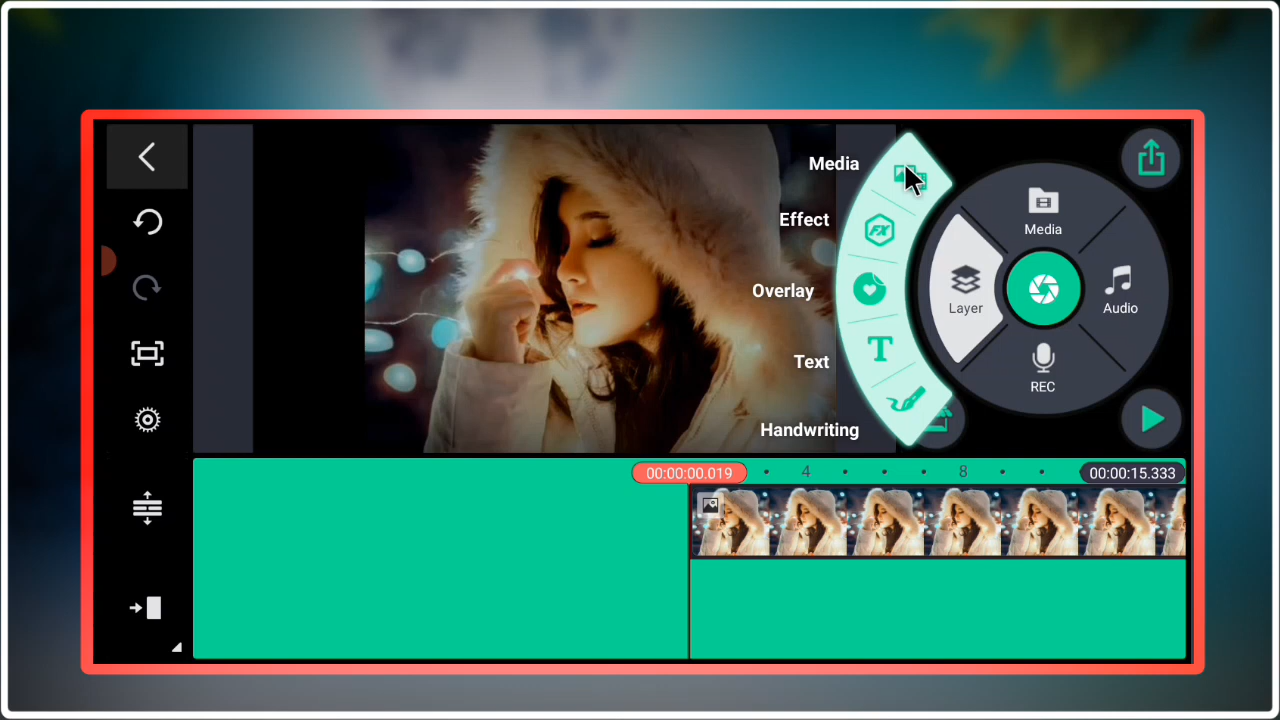 Media
Effect
Overlay
Text
Handwriting
FX
T
Media
Layer
Audio
REC
00:00:00.019
4
8
00:00:15.333